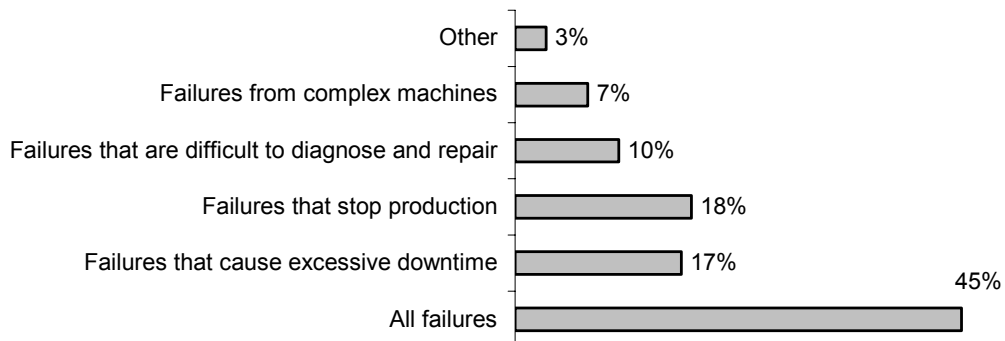 Other 3%
Failures from complex machines 7%
Failures that are difficult to diagnose and repair 10%
Failures that stop production 18%
Failures that cause excessive downtime 17%
45%
All failures